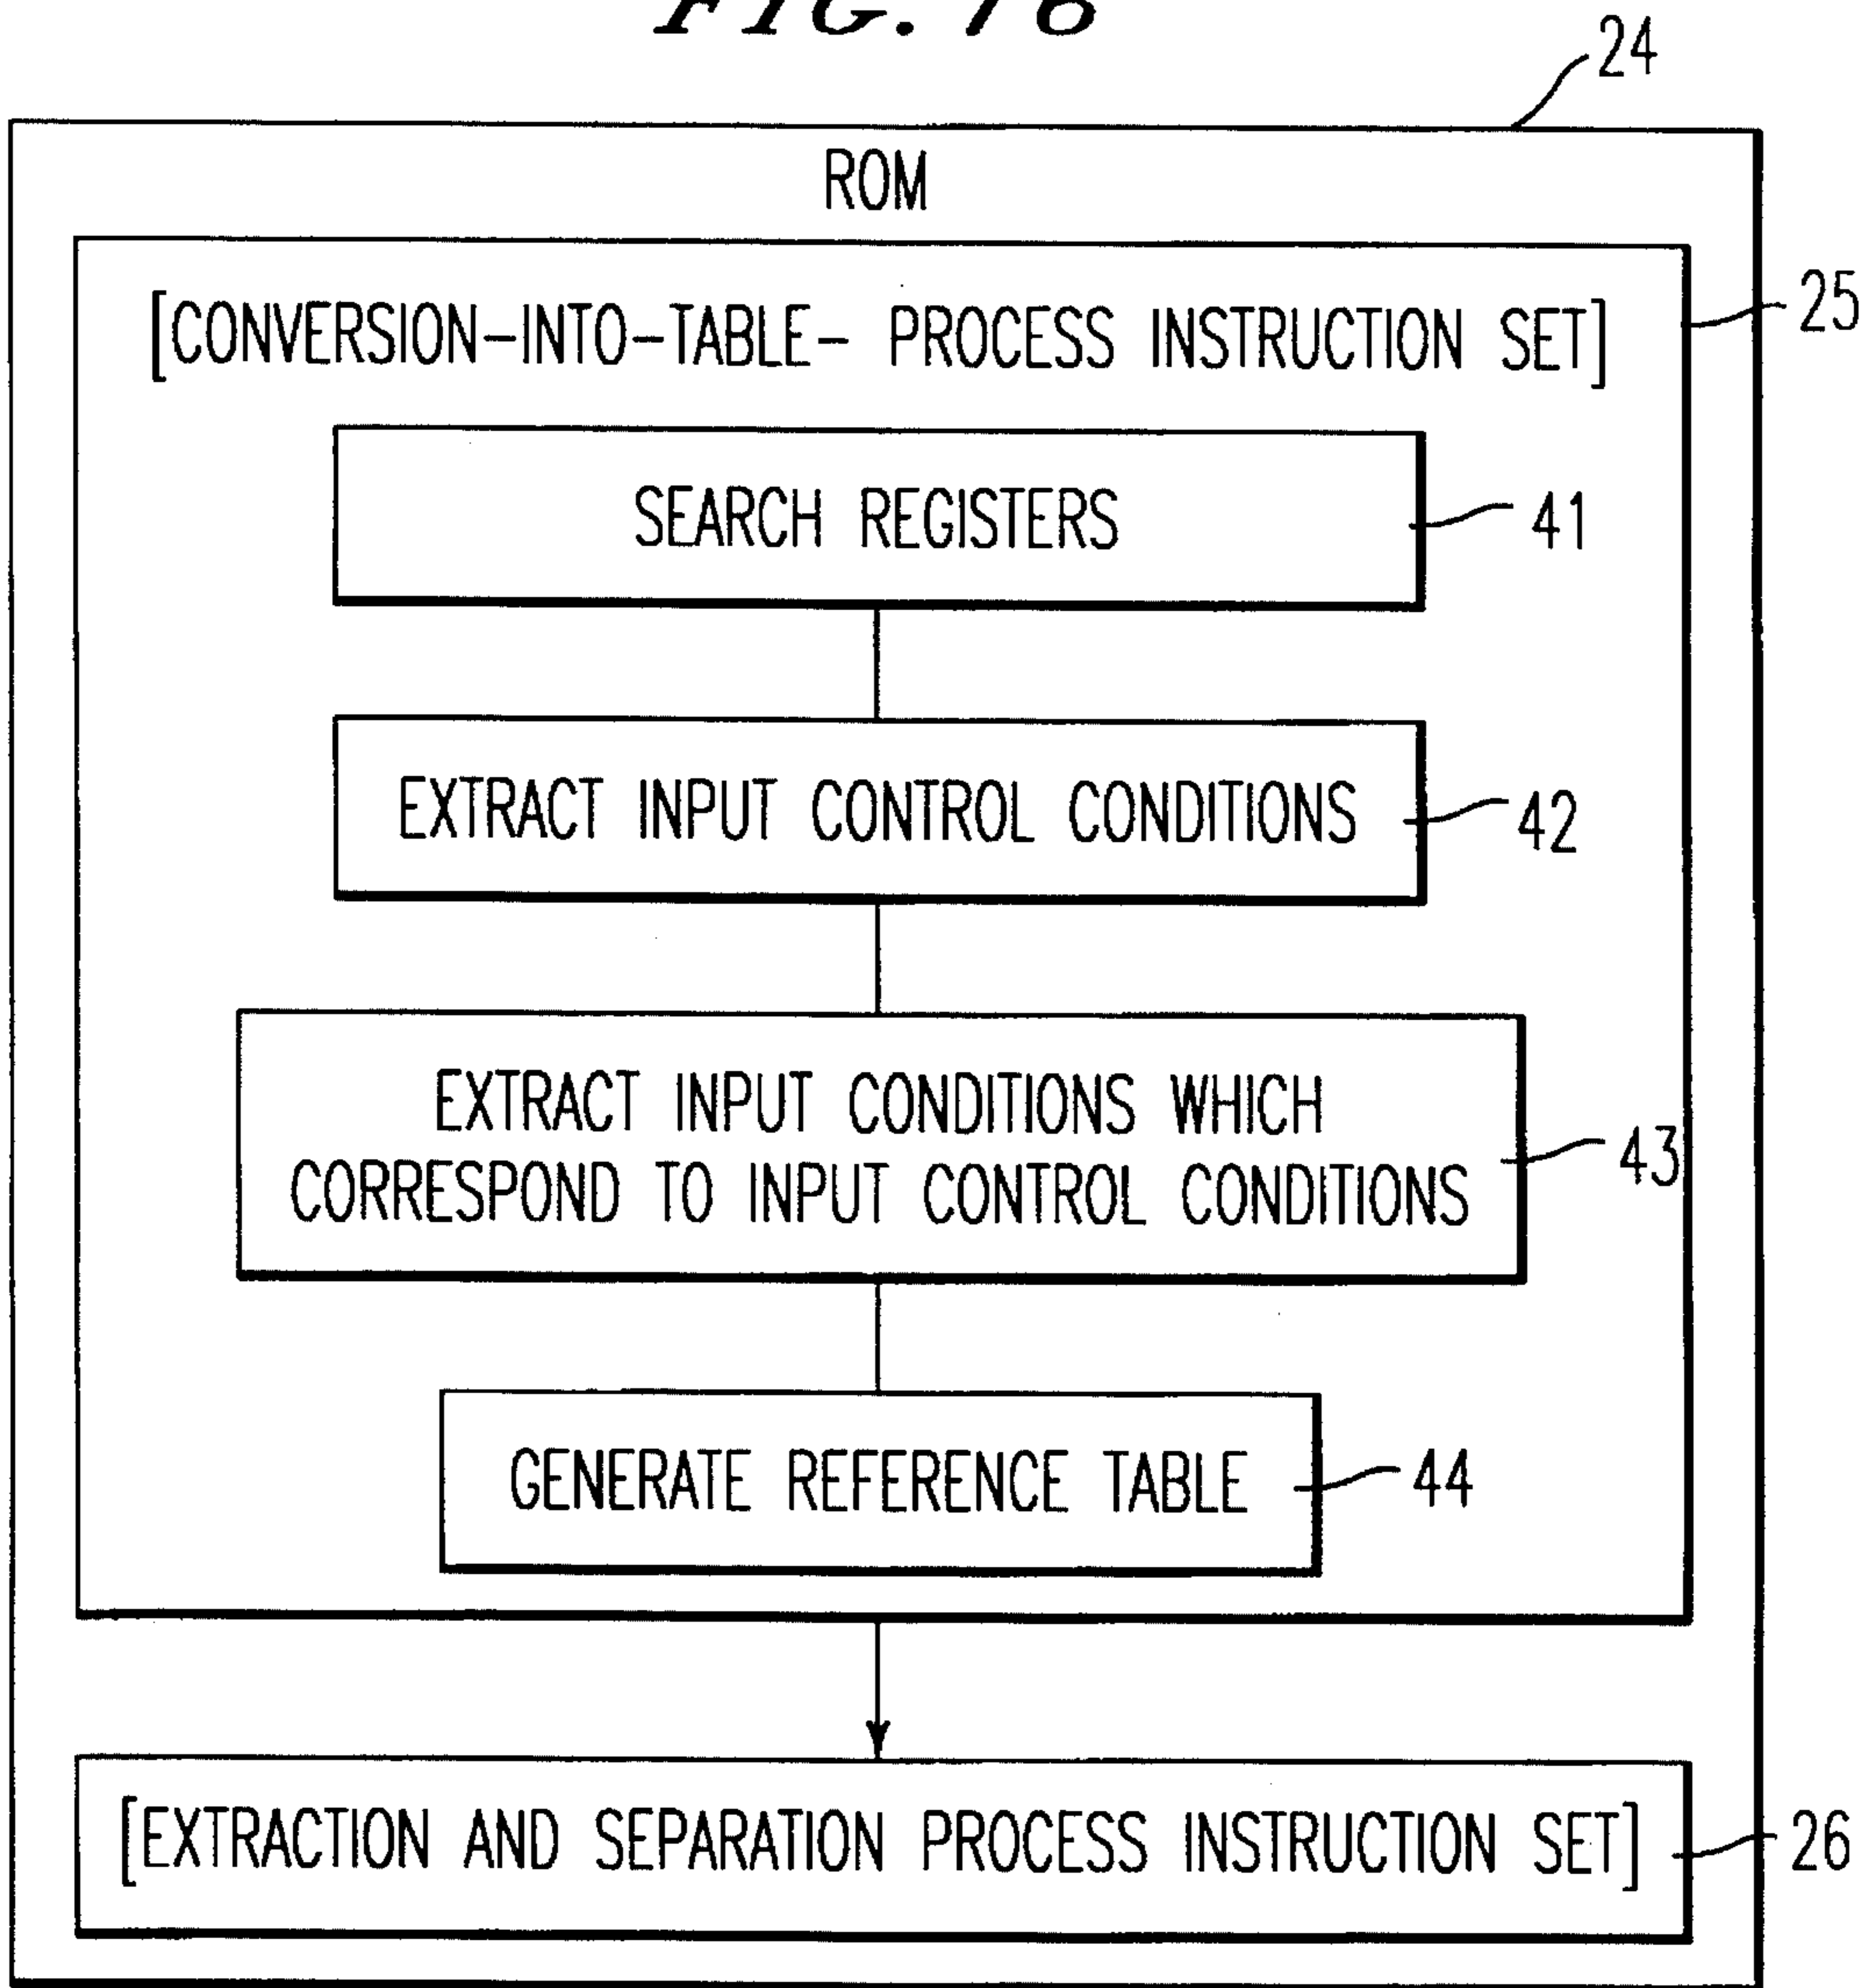 FIG.
24
ROM
[CONVERSION-INTO-TABLE- PROCESS INSTRUCTION SET]
25
SEARCH REGISTERS
41
EXTRACT INPUT CONTROL CONDITIONS
42
EXTRACT INPUT CONDITIONS WHICH
CORRESPOND TO INPUT CONTROL CONDITIONS
43
GENERATE REFERENCE TABLE
44
[EXTRACTION AND SEPARATION PROCESS INSTRUCTION SET]
26